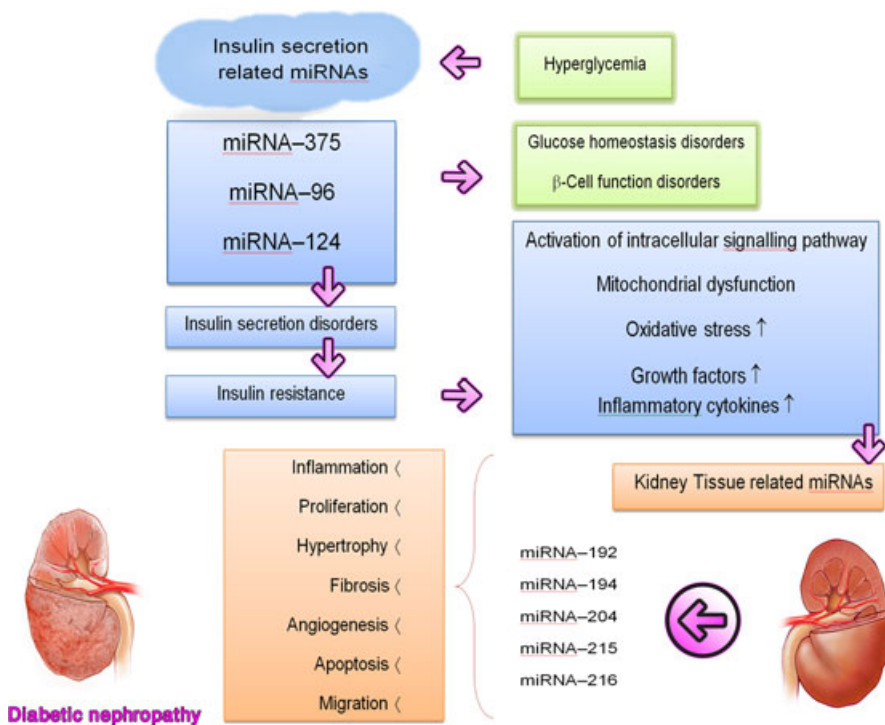 Insulin secretion
related miRNAs
Hyperglycemia
miRNA–375
miRNA–96
miRNA–124
Glucose homeostasis disorders
β-Cell function disorders
Insulin secretion disorders
Insulin resistance
Activation of intracellular signalling pathway
Mitochondrial dysfunction
Oxidative stress ↑
Growth factors ↑
Inflammatory cytokines ↑
Kidney Tissue related miRNAs
miRNA–192
miRNA–194
miRNA–204
miRNA–215
miRNA–216
Inflammation 〈
Proliferation 〈
Hypertrophy 〈
Fibrosis 〈
Angiogenesis 〈
Apoptosis 〈
Migration 〈
Diabetic nephropathy